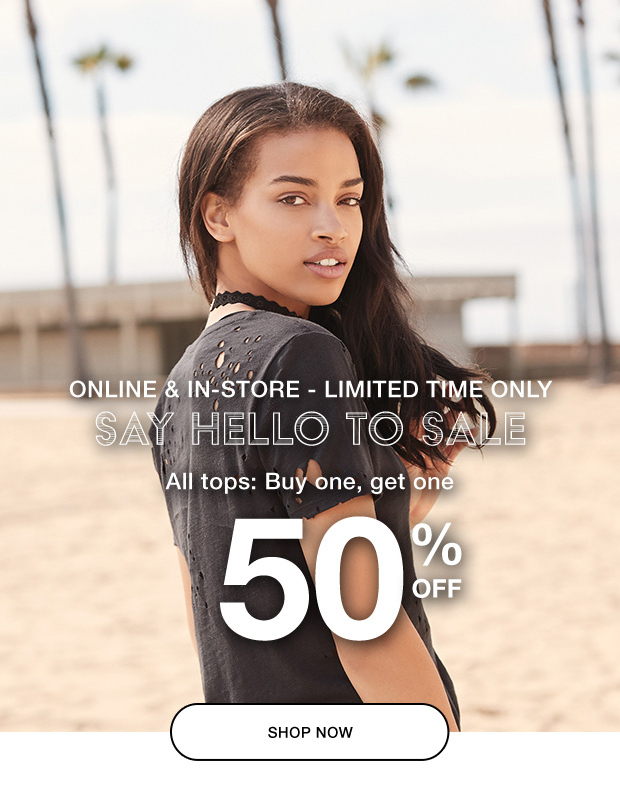 ONLINE & IN-STORE - LIMITED TIME ONLY
SAY HELLO TO SALE
All tops: Buy one, get one
50%
OFF
SHOP NOW